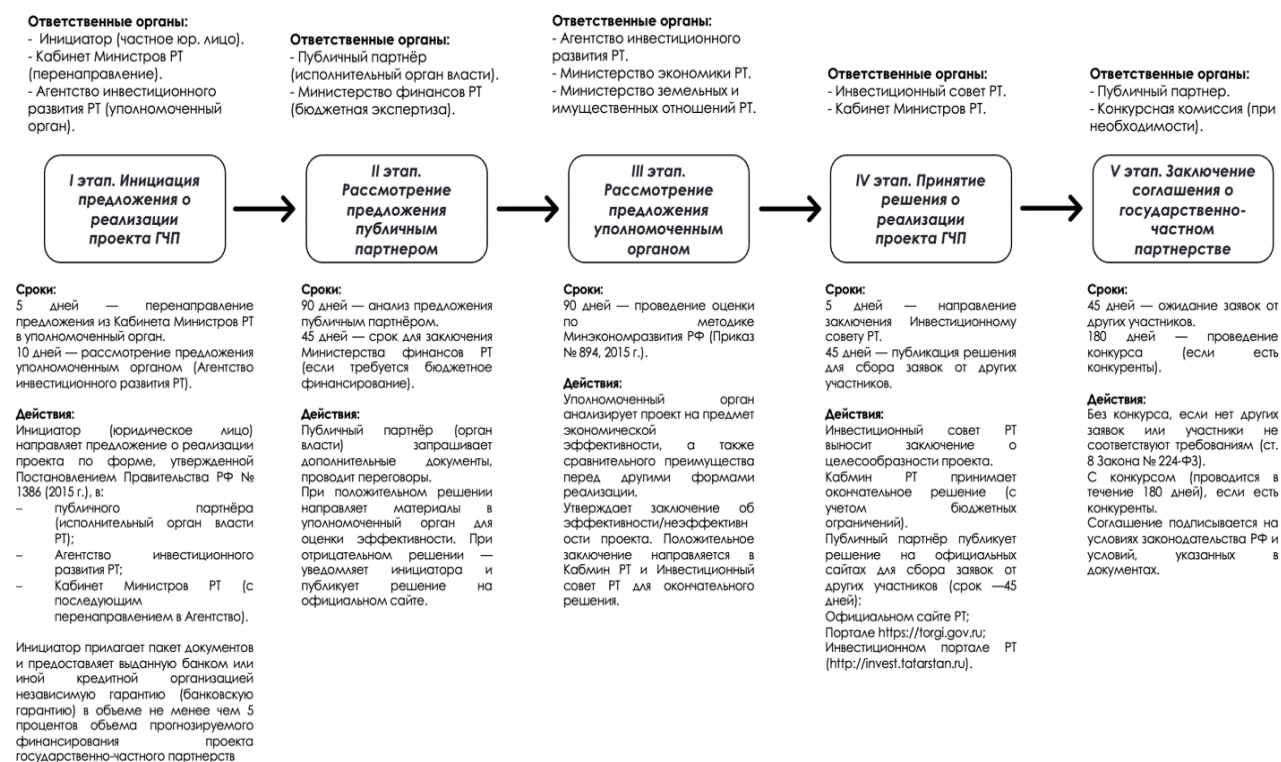 Ответственные органы:
- Инициатор (частное юр. лицо).
- Кабинет Министров РТ
(перенаправление).
- Агентство инвестиционного
развития РТ (уполномоченный
орган).
I этап. Инициация
предложения о
реализации
проекта ГЧП
Сроки:
5 дней — перенаправление
предложения из Кабинета Министров РТ
в уполномоченный орган.
10 дней — рассмотрение предложения
уполномоченным органом (Агентство
инвестиционного развития РТ).
Действия:
Инициатор (юридическое лицо)
направляет предложение о реализации
проекта по форме, утвержденной
Постановлением Правительства РФ №
1386 (2015 г.), в:
– публичного партнёра
(исполнительный орган власти
РТ);
– Агентство инвестиционного
развития РТ;
– Кабинет Министров РТ (с
последующим
перенаправлением в Агентство).
Инициатор прилагает пакет документов
и предоставляет выданную банком или
иной кредитной организацией
независимую гарантию (банковскую
гарантию) в объеме не менее чем 5
процентов объема прогнозируемого
финансирования проекта
государственно-частного партнерств
Ответственные органы:
- Публичный партнёр
(исполнительный орган власти).
- Министерство финансов РТ
(бюджетная экспертиза).
II этап.
Рассмотрение
предложения
публичным
партнером
Сроки:
90 дней — анализ предложения
публичным партнёром.
45 дней — срок для заключения
Министерства финансов РТ
(если требуется бюджетное
финансирование).
Действия:
Публичный партнёр (орган
власти) запрашивает
дополнительные документы,
проводит переговоры.
При положительном решении
направляет материалы в
уполномоченный орган для
оценки эффективности. При
отрицательном решении —
уведомляет инициатора и
публикует решение на
официальном сайте.
Ответственные органы:
- Агентство инвестиционного
развития РТ.
- Министерство экономики РТ.
- Министерство земельных и
имущественных отношений РТ.
III этап.
Рассмотрение
предложения
уполномоченным
органом
Сроки:
90 дней — проведение оценки
по методике
Минэкономразвития РФ (Приказ
№ 894, 2015 г.).
Действия:
Уполномоченный орган
анализирует проект на предмет
экономической
эффективности, а также
сравнительного преимущества
перед другими формами
реализации.
Утверждает заключение об
эффективности/неэффективн
ости проекта. Положительное
заключение направляется в
Кабмин РТ и Инвестиционный
совет РТ для окончательного
решения.
Ответственные органы:
- Инвестиционный совет РТ.
- Кабинет Министров РТ.
IV этап. Принятие
решения о
реализации
проекта ГЧП
Сроки:
5 дней — направление
заключения Инвестиционному
совету РТ.
45 дней — публикация решения
для сбора заявок от других
участников.
Действия:
Инвестиционный совет РТ
выносит заключение о
целесообразности проекта.
Кабмин РТ принимает
окончательное решение (с
учетом бюджетных
ограничений).
Публичный партнёр публикует
решение на официальных
сайтах для сбора заявок от
других участников (срок —45
дней):
Официальном сайте РТ;
Портале https://torgi.gov.ru;
Инвестиционном портале РТ
(http://invest.tatarstan.ru).
Ответственные органы:
- Публичный партнер.
- Конкурсная комиссия (при
необходимости).
V этап. Заключение
соглашения о
государственно-
частном
партнерстве
Сроки:
45 дней — ожидание заявок от
других участников.
180 дней — проведение
конкурса (если есть
конкуренты).
Действия:
Без конкурса, если нет других
заявок или участники не
соответствуют требованиям (ст.
8 Закона № 224-ФЗ).
С конкурсом (проводится в
течение 180 дней), если есть
конкуренты.
Соглашение подписывается на
условиях законодательства РФ и
условий, указанных в
документах.